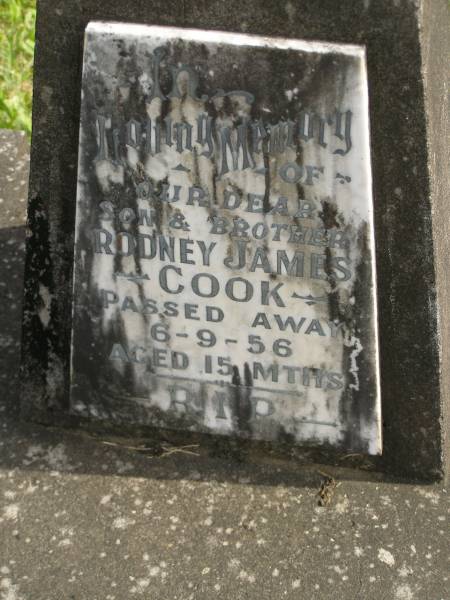 In
Loving Memory
OF
OUR DEAR
SON & BROTHER
RODNEY JAMES
COOK
PASSED AWAY
6-9-56
AGED 15 MTHS
R.I.P.